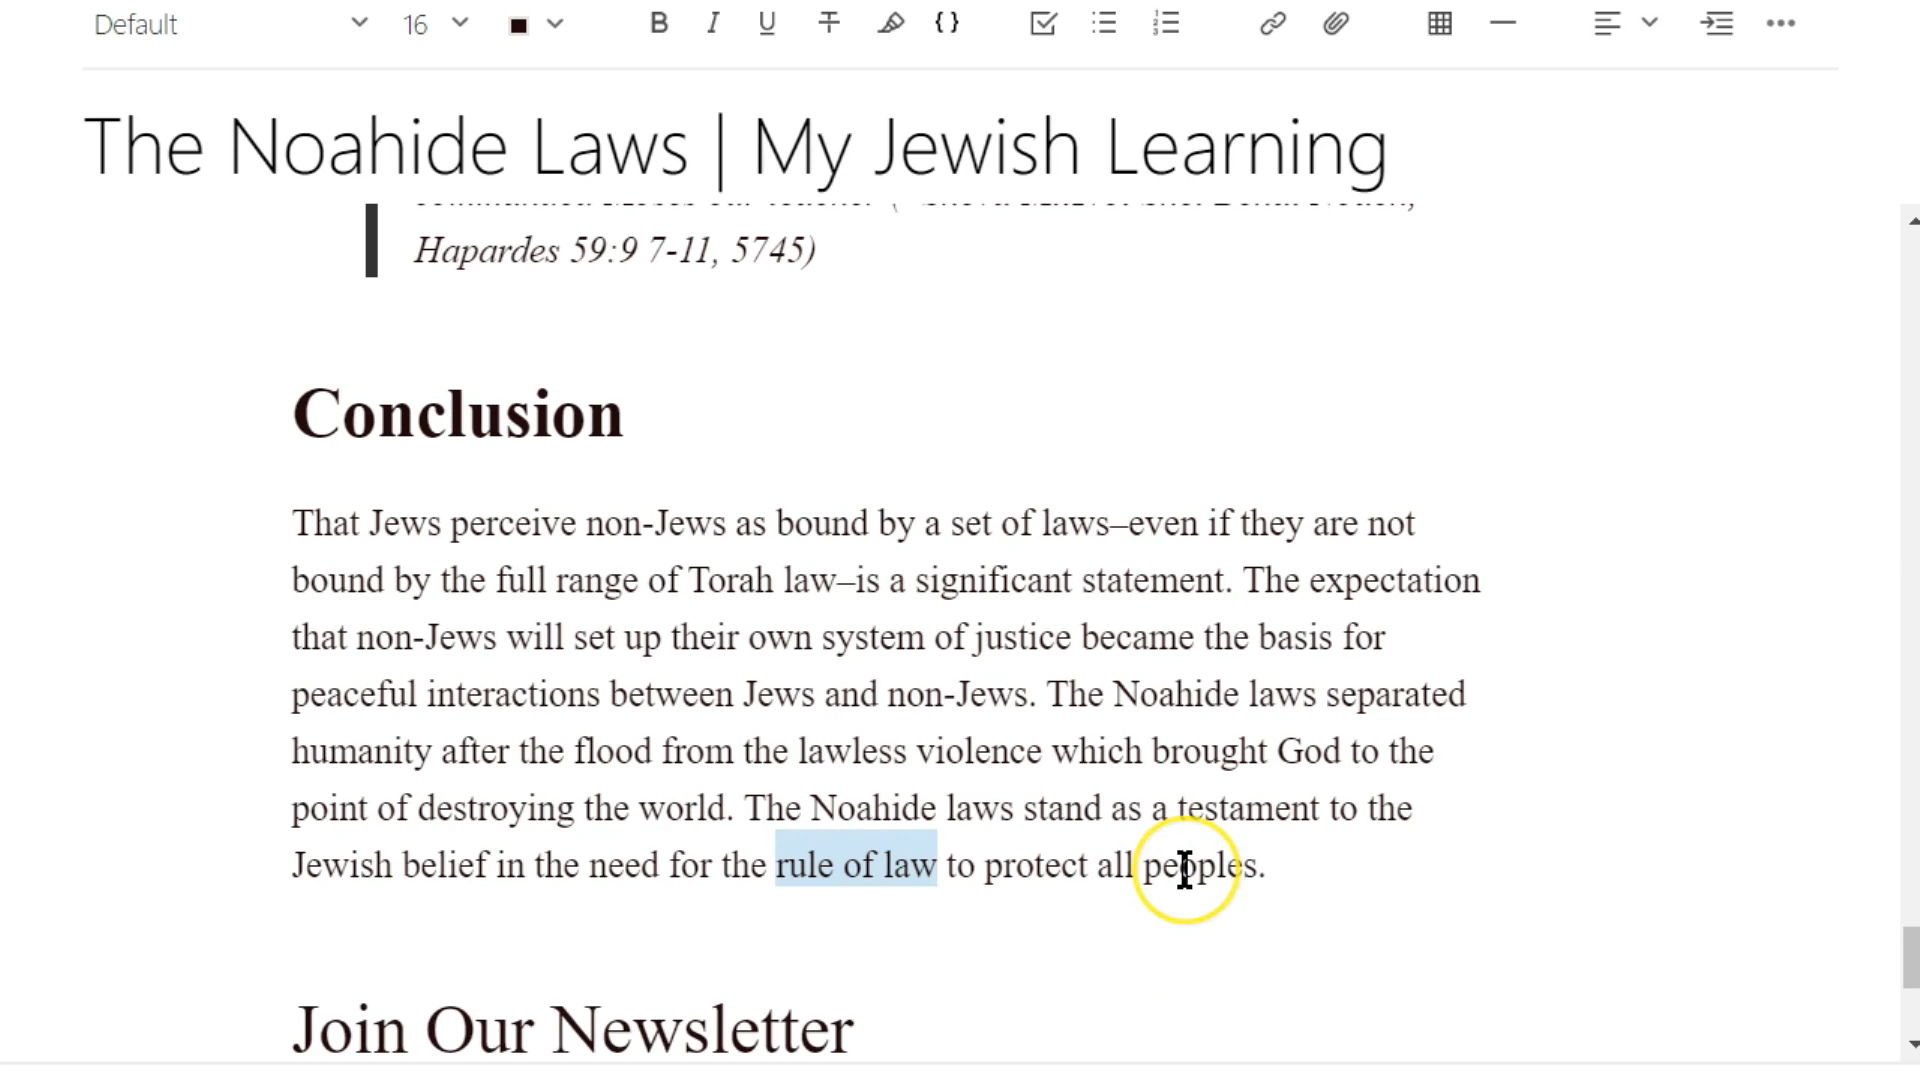 Default 16 B I U T {}
The Noahide Laws | My Jewish Learning
Hapardes 59:9 7-11, 5745)
Conclusion
That Jews perceive non-Jews as bound by a set of laws–even if they are not
bound by the full range of Torah law–is a significant statement. The expectation
that non-Jews will set up their own system of justice became the basis for
peaceful interactions between Jews and non-Jews. The Noahide laws separated
humanity after the flood from the lawless violence which brought God to the
point of destroying the world. The Noahide laws stand as a testament to the
Jewish belief in the need for the rule of law to protect all peoples.
Join Our Newsletter